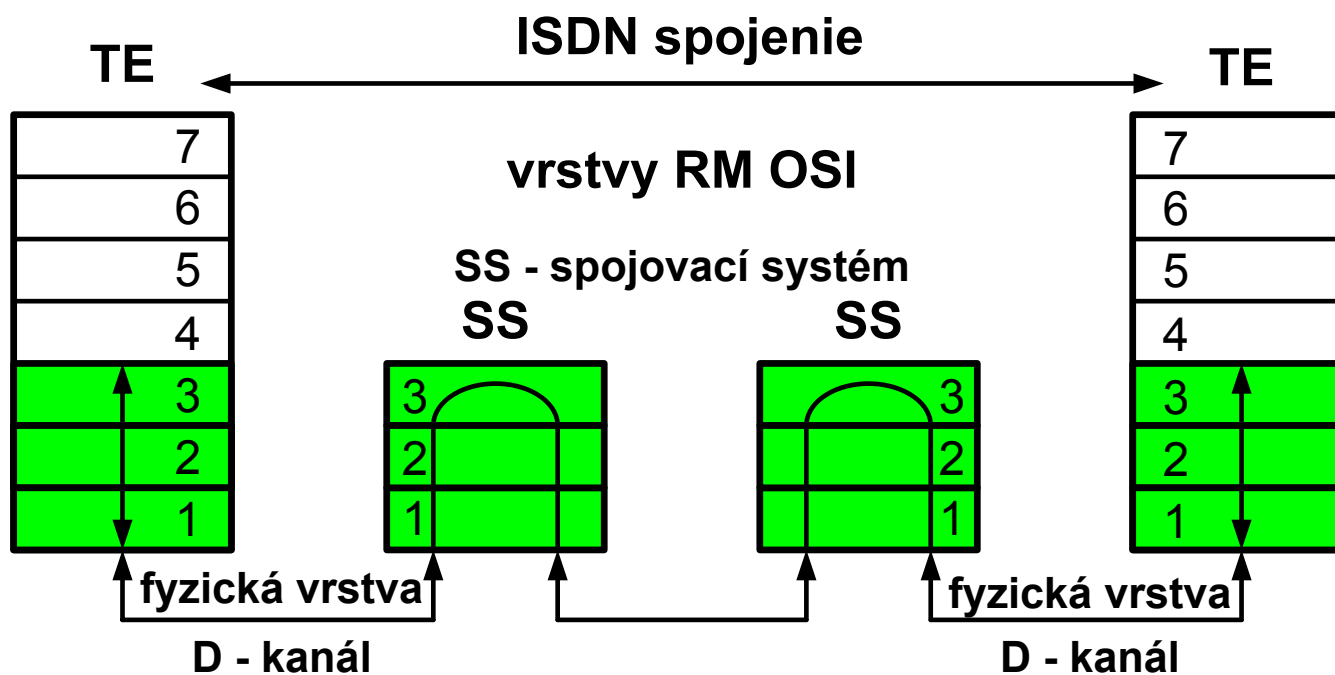 ISDN spojenie
TE
TE
vrstvy RM OSI
SS - spojovací systém
SS
SS
7
6
5
4
3
2
1
3
2
1
3
2
1
7
6
5
4
3
2
1
fyzická vrstva
fyzická vrstva
D - kanál
D - kanál